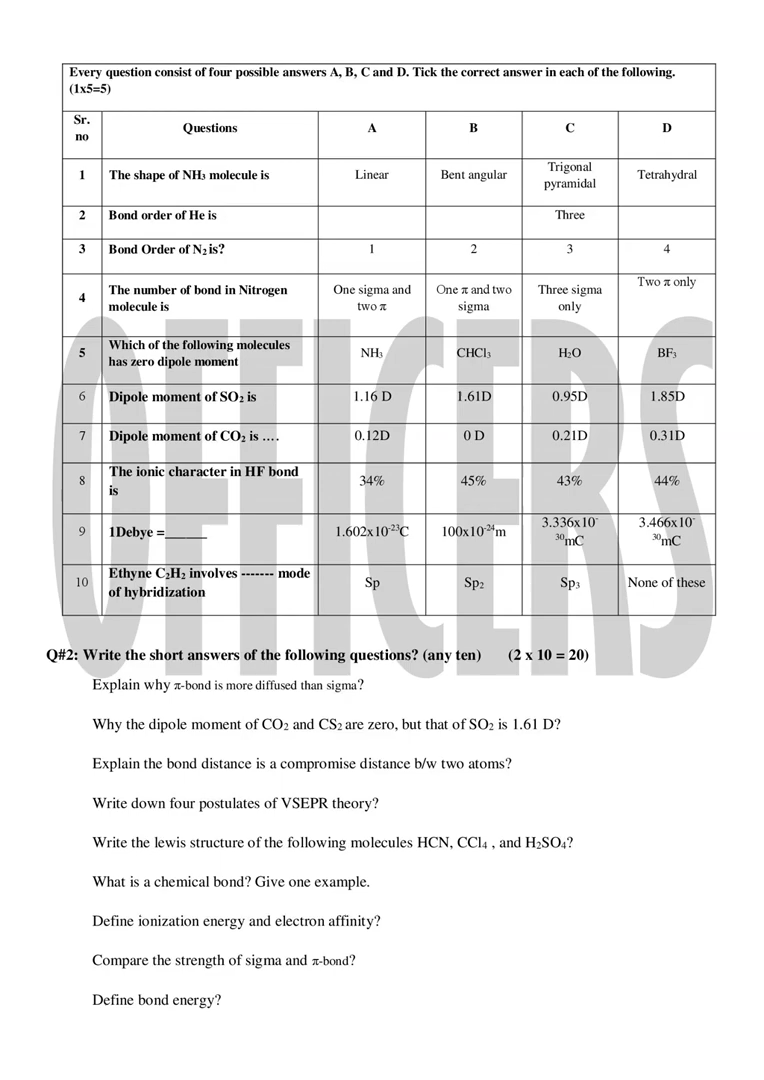 Every question consist of four possible answers A, B, C and D. Tick the correct answer in each of the following.
(1x5=5)
Sr. no Questions A B C D
1 The shape of NH₃ molecule is Linear Bent angular Trigonal pyramidal Tetrahydral
2 Bond order of He is Three
3 Bond Order of N₂ is? 1 2 3 4
4 The number of bond in Nitrogen molecule is One sigma and two π One π and two sigma Three sigma only Two π only
5 Which of the following molecules has zero dipole moment NH₃ CHCl₃ H₂O BF₃
6 Dipole moment of SO₂ is 1.16 D 1.61D 0.95D 1.85D
7 Dipole moment of CO₂ is …. 0.12D 0 D 0.21D 0.31D
8 The ionic character in HF bond is 34% 45% 43% 44%
9 1Debye =______ 1.602x10⁻²³C 100x10⁻²⁴m 3.336x10⁻³⁰mC 3.466x10⁻³⁰mC
10 Ethyne C₂H₂ involves ------- mode of hybridization Sp Sp₂ Sp₃ None of these
OFFICERS
Q#2: Write the short answers of the following questions? (any ten) (2 x 10 = 20)
Explain why π-bond is more diffused than sigma?
Why the dipole moment of CO₂ and CS₂ are zero, but that of SO₂ is 1.61 D?
Explain the bond distance is a compromise distance b/w two atoms?
Write down four postulates of VSEPR theory?
Write the lewis structure of the following molecules HCN, CCl₄ , and H₂SO₄?
What is a chemical bond? Give one example.
Define ionization energy and electron affinity?
Compare the strength of sigma and π-bond?
Define bond energy?